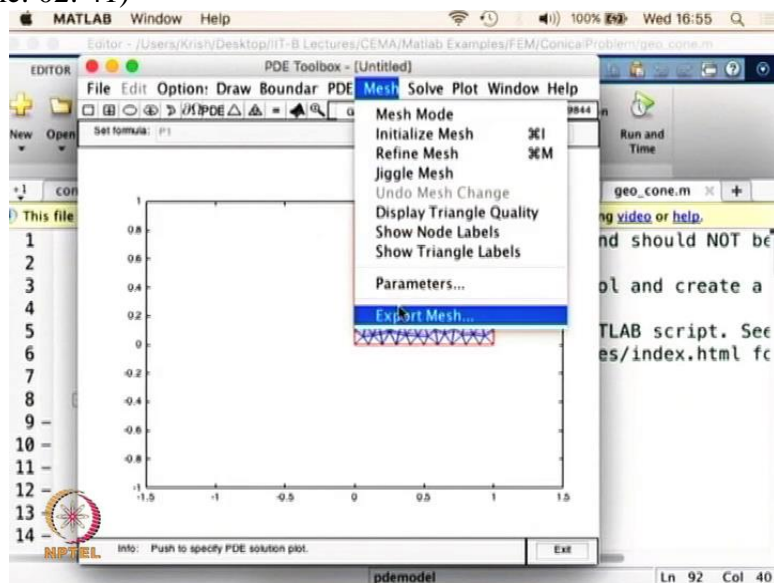 MATLAB Window Help 100% Wed 16:55
Editor - /Users/Krish/Desktop/IIT-B Lectures/CEMA/Matlab Examples/FEM/ConicalProblem/geo_cone.m
EDITOR
PDE Toolbox - [Untitled]
File Edit Option: Draw Boundar PDE Mesh Solve Plot Window Help
PDE
9844
New Open
Set formula: P1
Run and
Time
Mesh Mode
Initialize Mesh ⌘I
Refine Mesh ⌘M
Jiggle Mesh
Undo Mesh Change
Display Triangle Quality
Show Node Labels
Show Triangle Labels
Parameters...
Export Mesh...
+1 con
geo_cone.m × +
This file
ng video or help.
nd should NOT be
ol and create a
TLAB script. See
es/index.html fo
1
2
3
4
5
6
7
8
9 -
10 -
11 -
12 -
13
14 -
1
0.8
0.6
0.4
0.2
0
-0.2
-0.4
-0.6
-0.8
-1
-1.5 -1 -0.5 0 0.5 1 1.5
NPTEL
Info: Push to specify PDE solution plot.
Exit
pdemodel
Ln 92 Col 40